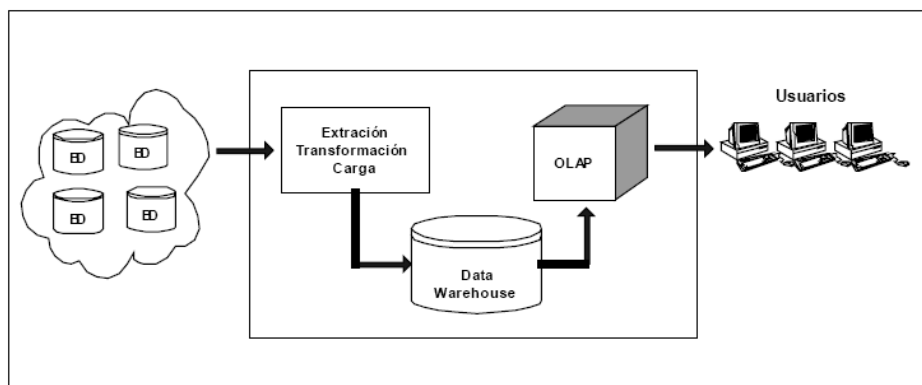 BD
BD
BD
BD
Extración
Transformación
Carga
Data
Warehouse
OLAP
Usuarios